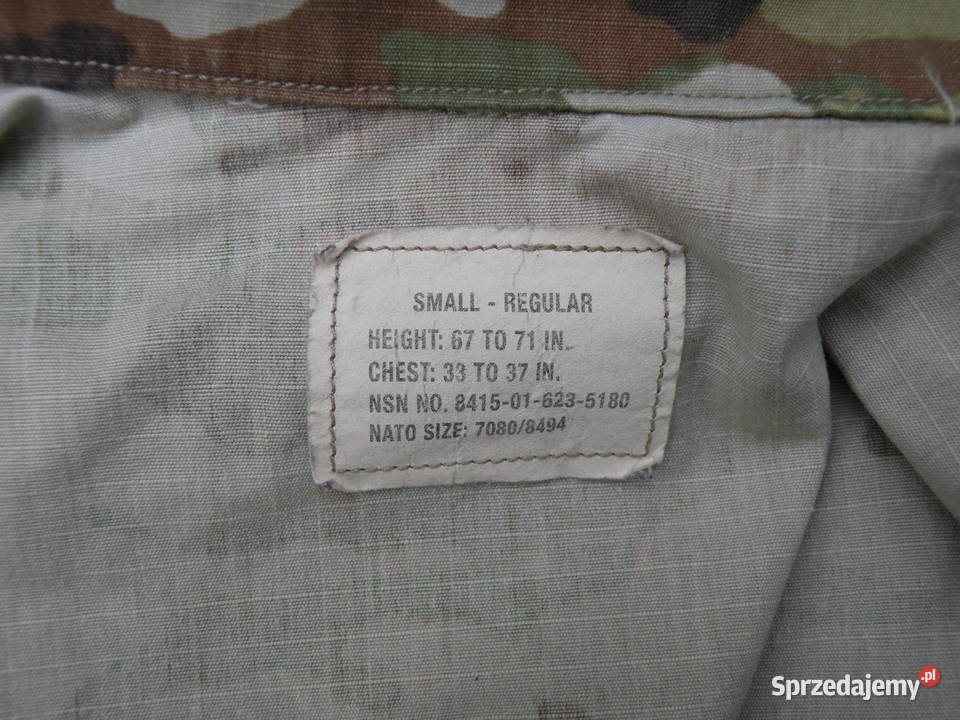 SMALL - REGULAR
HEIGHT: 67 TO 71 IN.
CHEST: 33 TO 37 IN.
NSN NO. 8415-01-623-5180
NATO SIZE: 7080/8494
Sprzedajemy.pl